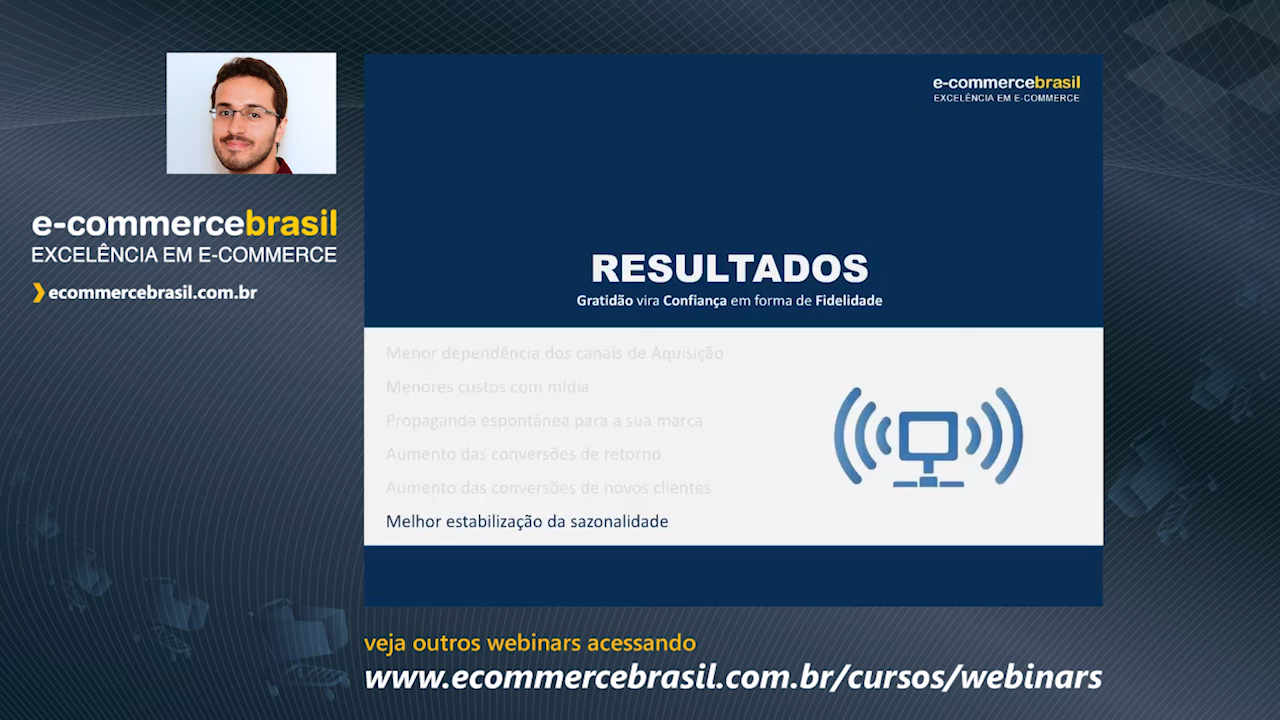 e-commercebrasil
EXCELÊNCIA EM E-COMMERCE
ecommercebrasil.com.br
e-commercebrasil
EXCELÊNCIA EM E-COMMERCE
RESULTADOS
Gratidão vira Confiança em forma de Fidelidade
Menor dependência dos canais de Aquisição
Menores custos com mídia
Propaganda espontânea para a sua marca
Aumento das conversões de retorno
Aumento das conversões de novos clientes
Melhor estabilização da sazonalidade
veja outros webinars acessando
www.ecommercebrasil.com.br/cursos/webinars